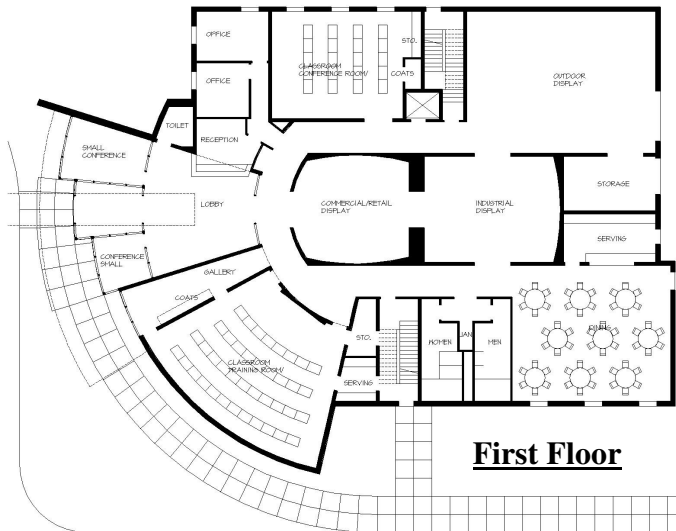 OFFICE
CLASSROOM
CONFERENCE ROOM/
STO.
COATS
OFFICE
OUTDOOR
DISPLAY
TOILET
RECEPTION
SMALL
CONFERENCE
STORAGE
LOBBY
COMMERCIAL/RETAIL
DISPLAY
INDUSTRIAL
DISPLAY
SERVING
CONFERENCE
SMALL
GALLERY
COATS
DINING
STO.
WOMEN
JAN
MEN
CLASSROOM
TRAINING ROOM/
SERVING
First Floor